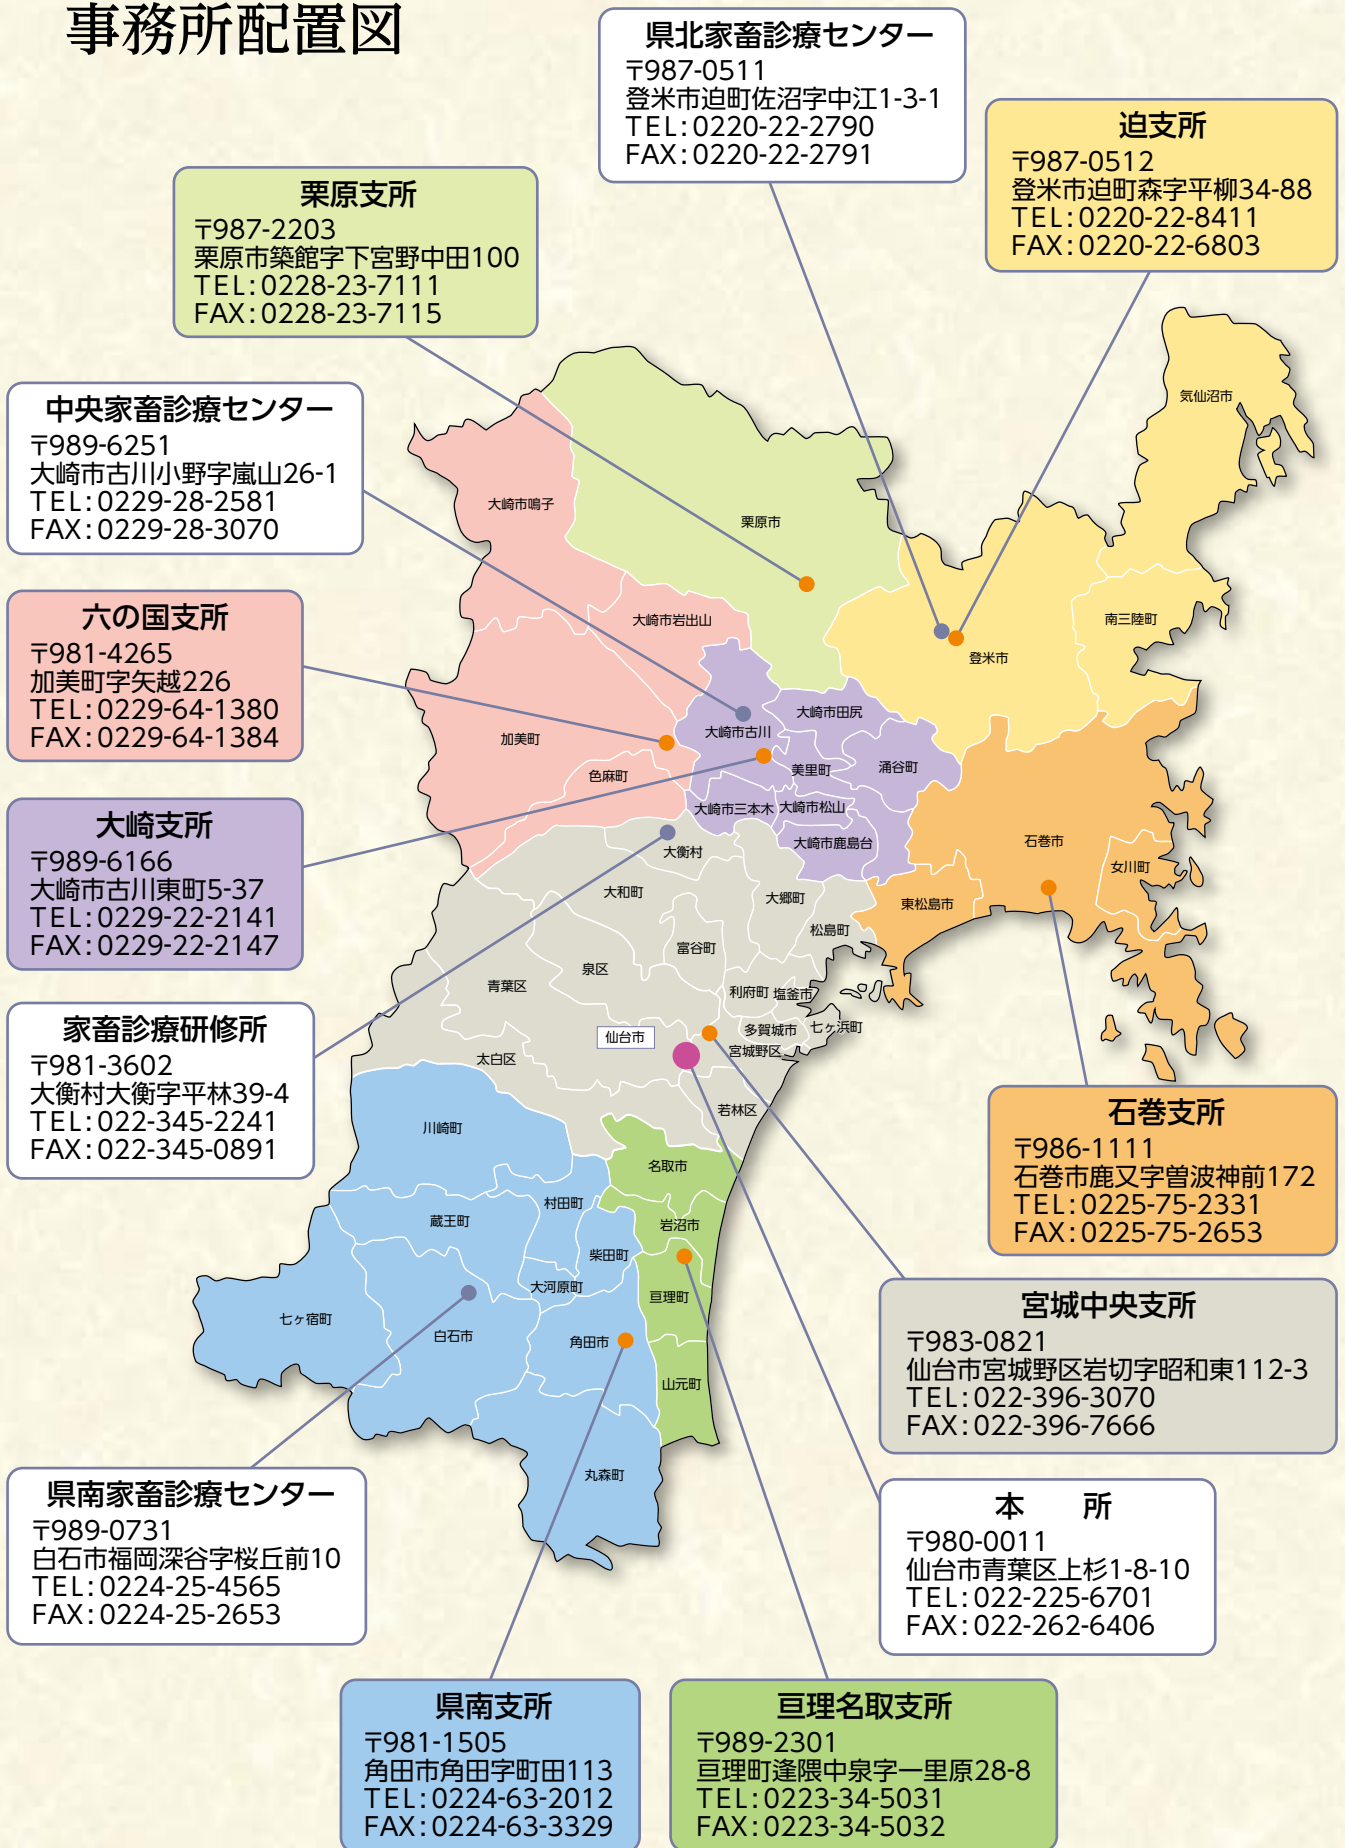 事務所配置図
県北家畜診療センター
〒987-0511
登米市迫町佐沼字中江1-3-1
TEL:0220-22-2790
FAX:0220-22-2791
迫支所
〒987-0512
登米市迫町森字平柳34-88
TEL:0220-22-8411
FAX:0220-22-6803
栗原支所
〒987-2203
栗原市築館字下宮野中田100
TEL:0228-23-7111
FAX:0228-23-7115
中央家畜診療センター
〒989-6251
大崎市古川小野字嵐山26-1
TEL:0229-28-2581
FAX:0229-28-3070
六の国支所
〒981-4265
加美町字矢越226
TEL:0229-64-1380
FAX:0229-64-1384
大崎支所
〒989-6166
大崎市古川東町5-37
TEL:0229-22-2141
FAX:0229-22-2147
家畜診療研修所
〒981-3602
大衡村大衡字平林39-4
TEL:022-345-2241
FAX:022-345-0891
気仙沼市
大崎市鳴子
栗原市
大崎市岩出山
南三陸町
登米市
大崎市田尻
大崎市古川
加美町
美里町
涌谷町
色麻町
大崎市三本木
大崎市松山
石巻市
大崎市鹿島台
大衡村
女川町
大和町
大郷町
東松島市
松島町
富谷町
泉区
青葉区
利府町
塩釜市
多賀城市
七ヶ浜町
仙台市
宮城野区
太白区
若林区
川崎町
名取市
村田町
蔵王町
岩沼市
柴田町
大河原町
亘理町
七ヶ宿町
白石市
角田市
山元町
丸森町
石巻支所
〒986-1111
石巻市鹿又字曽波神前172
TEL:0225-75-2331
FAX:0225-75-2653
宮城中央支所
〒983-0821
仙台市宮城野区岩切字昭和東112-3
TEL:022-396-3070
FAX:022-396-7666
県南家畜診療センター
〒989-0731
白石市福岡深谷字桜丘前10
TEL:0224-25-4565
FAX:0224-25-2653
本　所
〒980-0011
仙台市青葉区上杉1-8-10
TEL:022-225-6701
FAX:022-262-6406
県南支所
〒981-1505
角田市角田字町田113
TEL:0224-63-2012
FAX:0224-63-3329
亘理名取支所
〒989-2301
亘理町逢隈中泉字一里原28-8
TEL:0223-34-5031
FAX:0223-34-5032